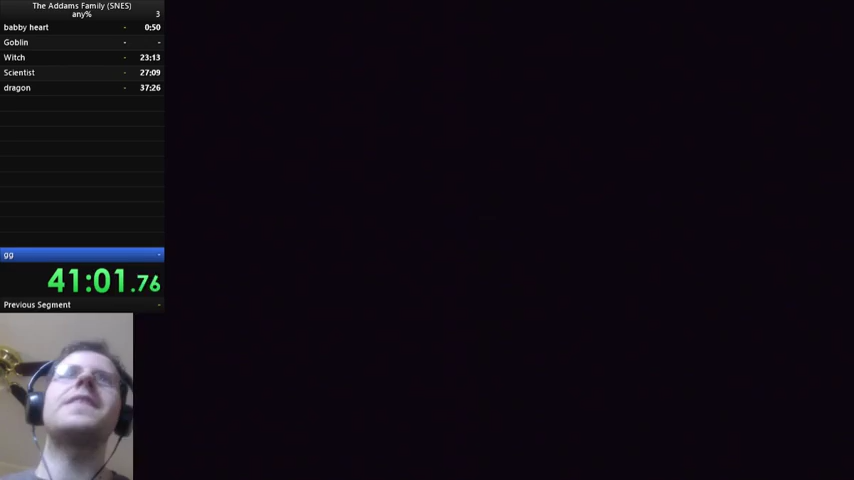 The Addams Family (SNES)
any% 3
babby heart - 0:50
Goblin - -
Witch - 23:13
Scientist - 27:09
dragon - 37:26
gg -
41:01.76
Previous Segment -